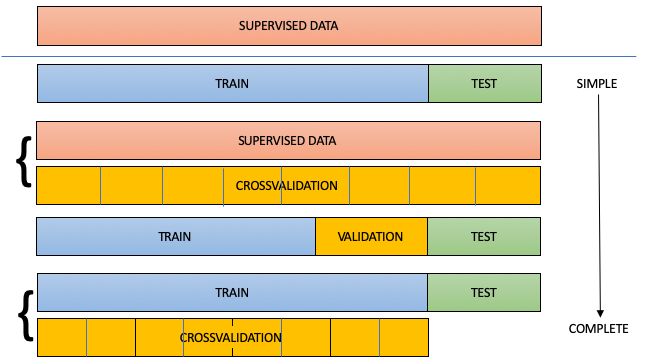 SUPERVISED DATA
TRAIN TEST SIMPLE
SUPERVISED DATA
CROSSVALIDATION
TRAIN VALIDATION TEST
TRAIN TEST
COMPLETE
CROSSVALIDATION